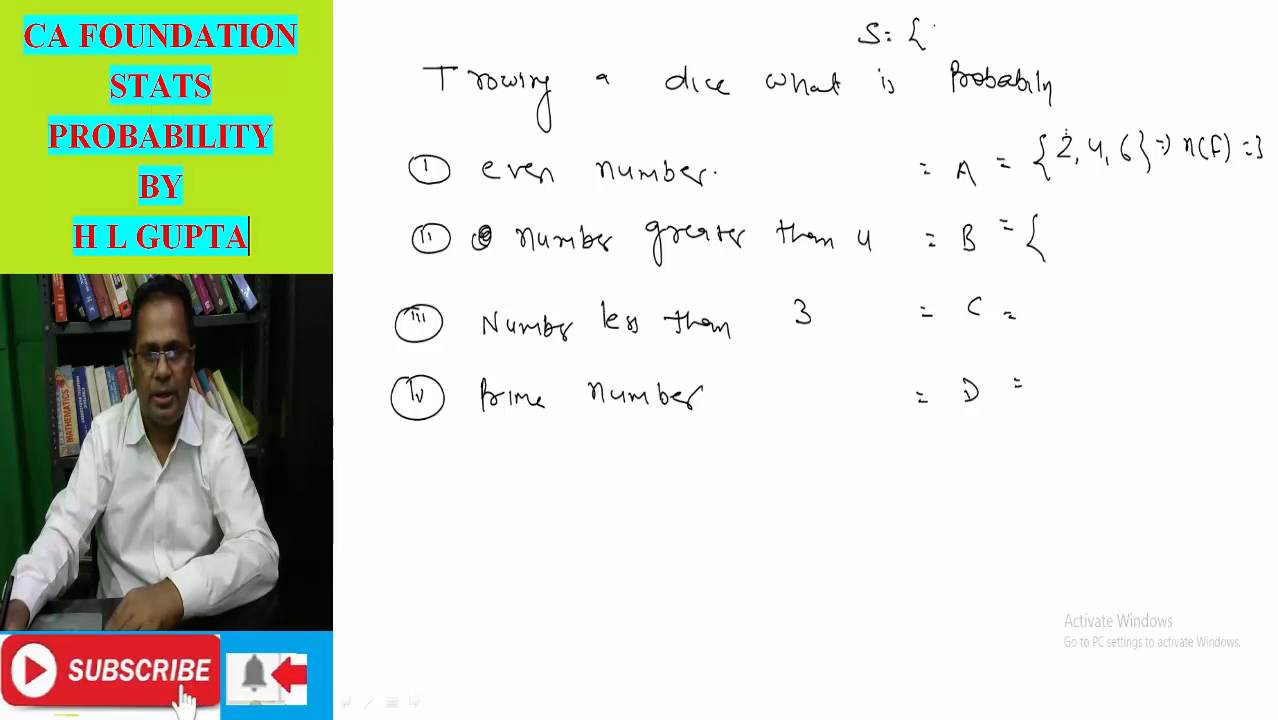 CA FOUNDATION
STATS
PROBABILITY
BY
H L GUPTA
S = {
Trowing a dice what is Probabily
(i) even number. = A = {2, 4, 6} => n(F) => 3
(ii) number greater than 4 = B = {
(iii) Number less than 3 = C =
(iv) Prime number = D =
MATHEMATICS
SUBSCRIBE
Activate Windows
Go to PC settings to activate Windows.